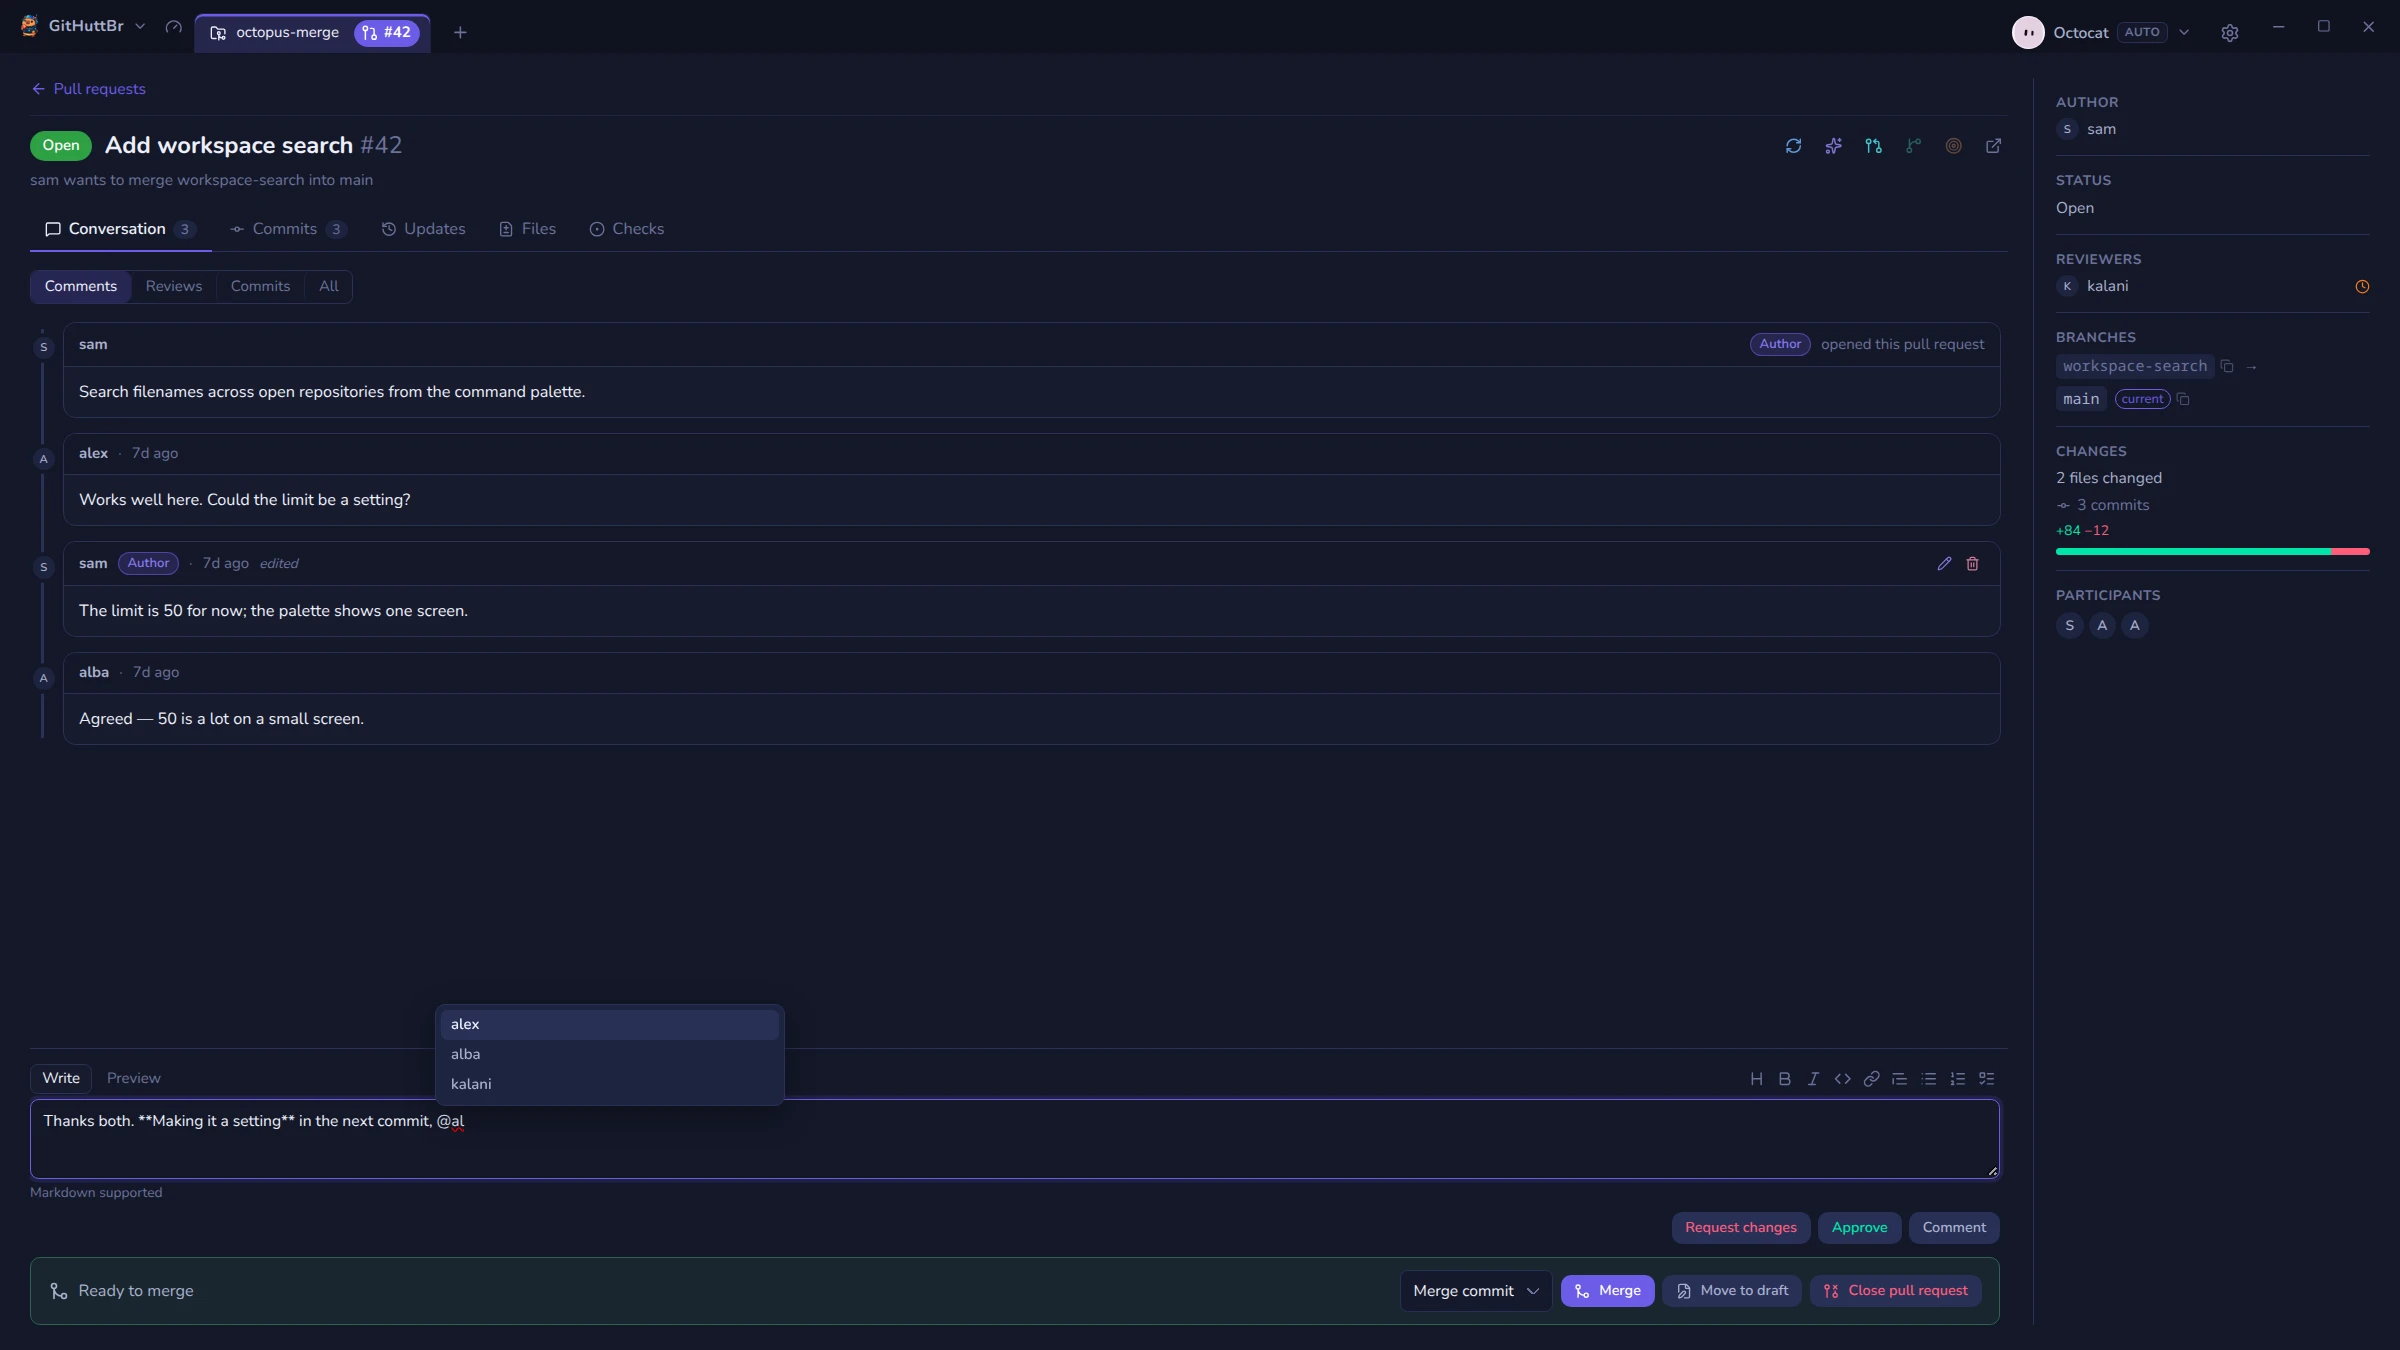 GitHuttBr
octopus-merge #42
Octocat AUTO
Pull requests
Open Add workspace search #42
sam wants to merge workspace-search into main
Conversation 3 Commits 3 Updates Files Checks
Comments Reviews Commits All
S sam Author opened this pull request
Search filenames across open repositories from the command palette.
A alex · 7d ago
Works well here. Could the limit be a setting?
S sam Author · 7d ago edited
The limit is 50 for now; the palette shows one screen.
A alba · 7d ago
Agreed — 50 is a lot on a small screen.
alex
alba
kalani
Write Preview
Thanks both. **Making it a setting** in the next commit, @al
Markdown supported
Request changes Approve Comment
Ready to merge Merge commit Merge Move to draft Close pull request
AUTHOR
S sam
STATUS
Open
REVIEWERS
K kalani
BRANCHES
workspace-search →
main current
CHANGES
2 files changed
3 commits
+84 −12
PARTICIPANTS
S A A